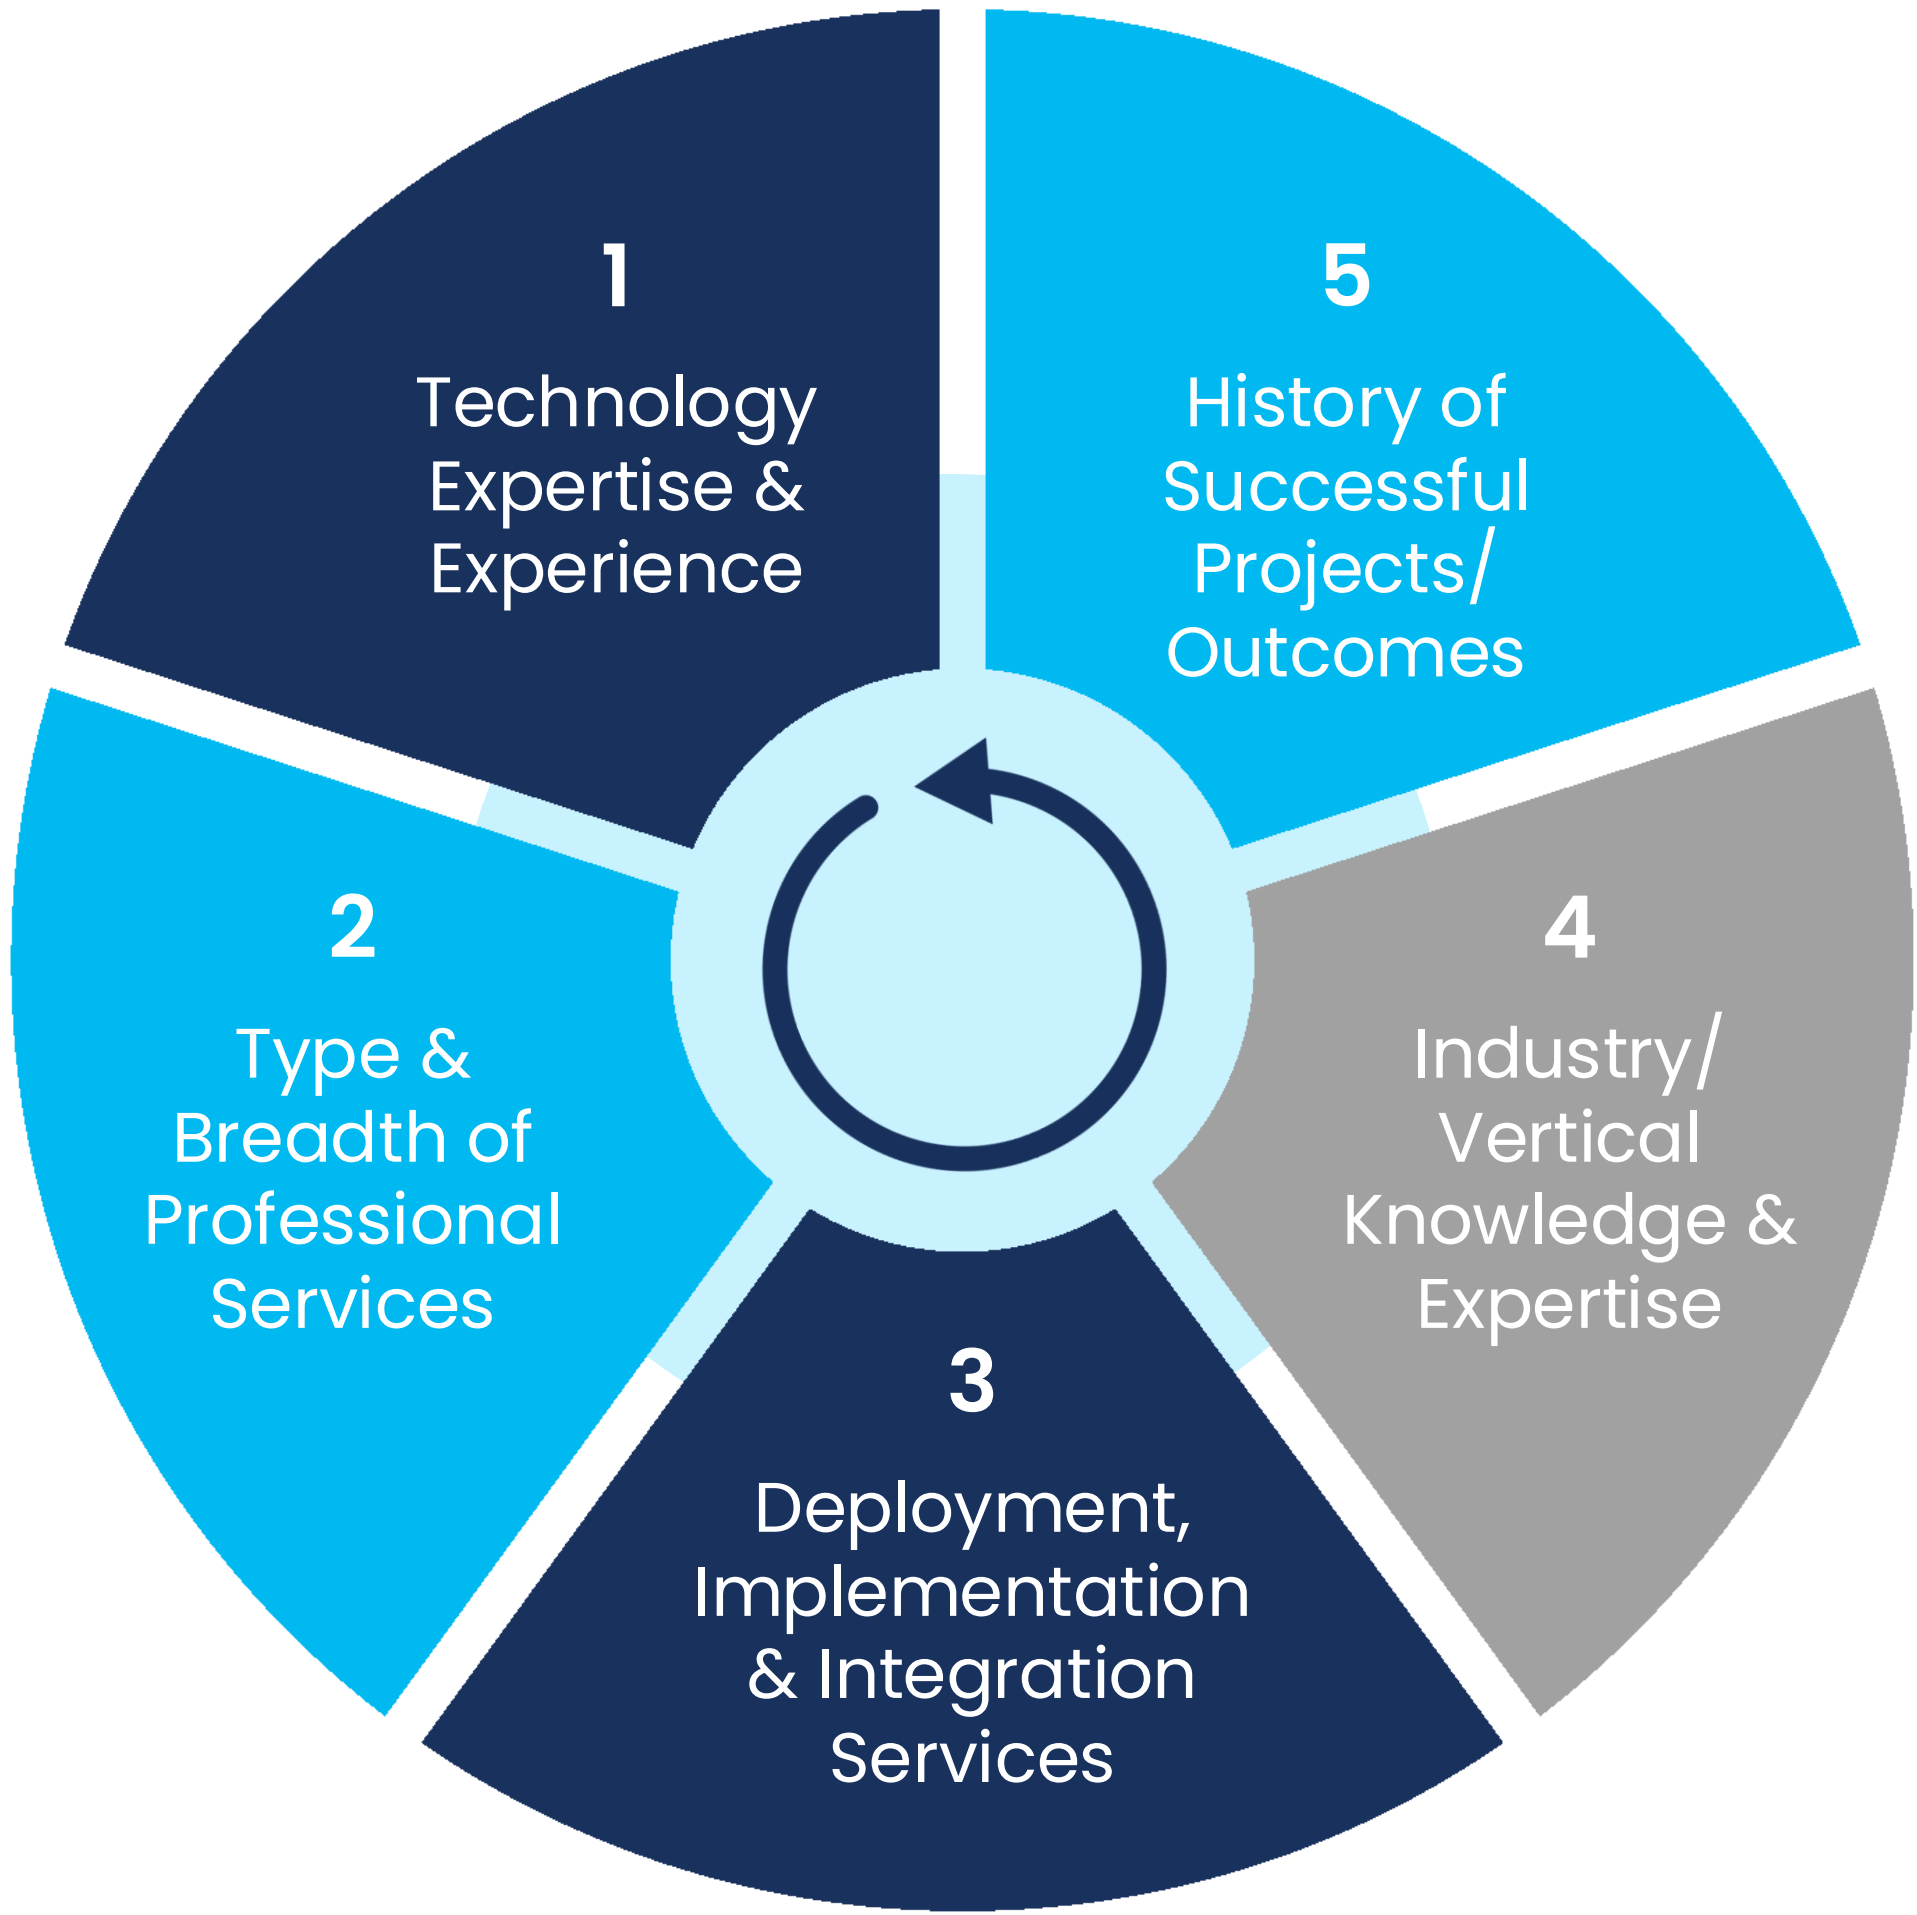 1
Technology
Expertise &
Experience
2
Type &
Breadth of
Professional
Services
3
Deployment,
Implementation
& Integration
Services
4
Industry/
Vertical
Knowledge &
Expertise
5
History of
Successful
Projects/
Outcomes